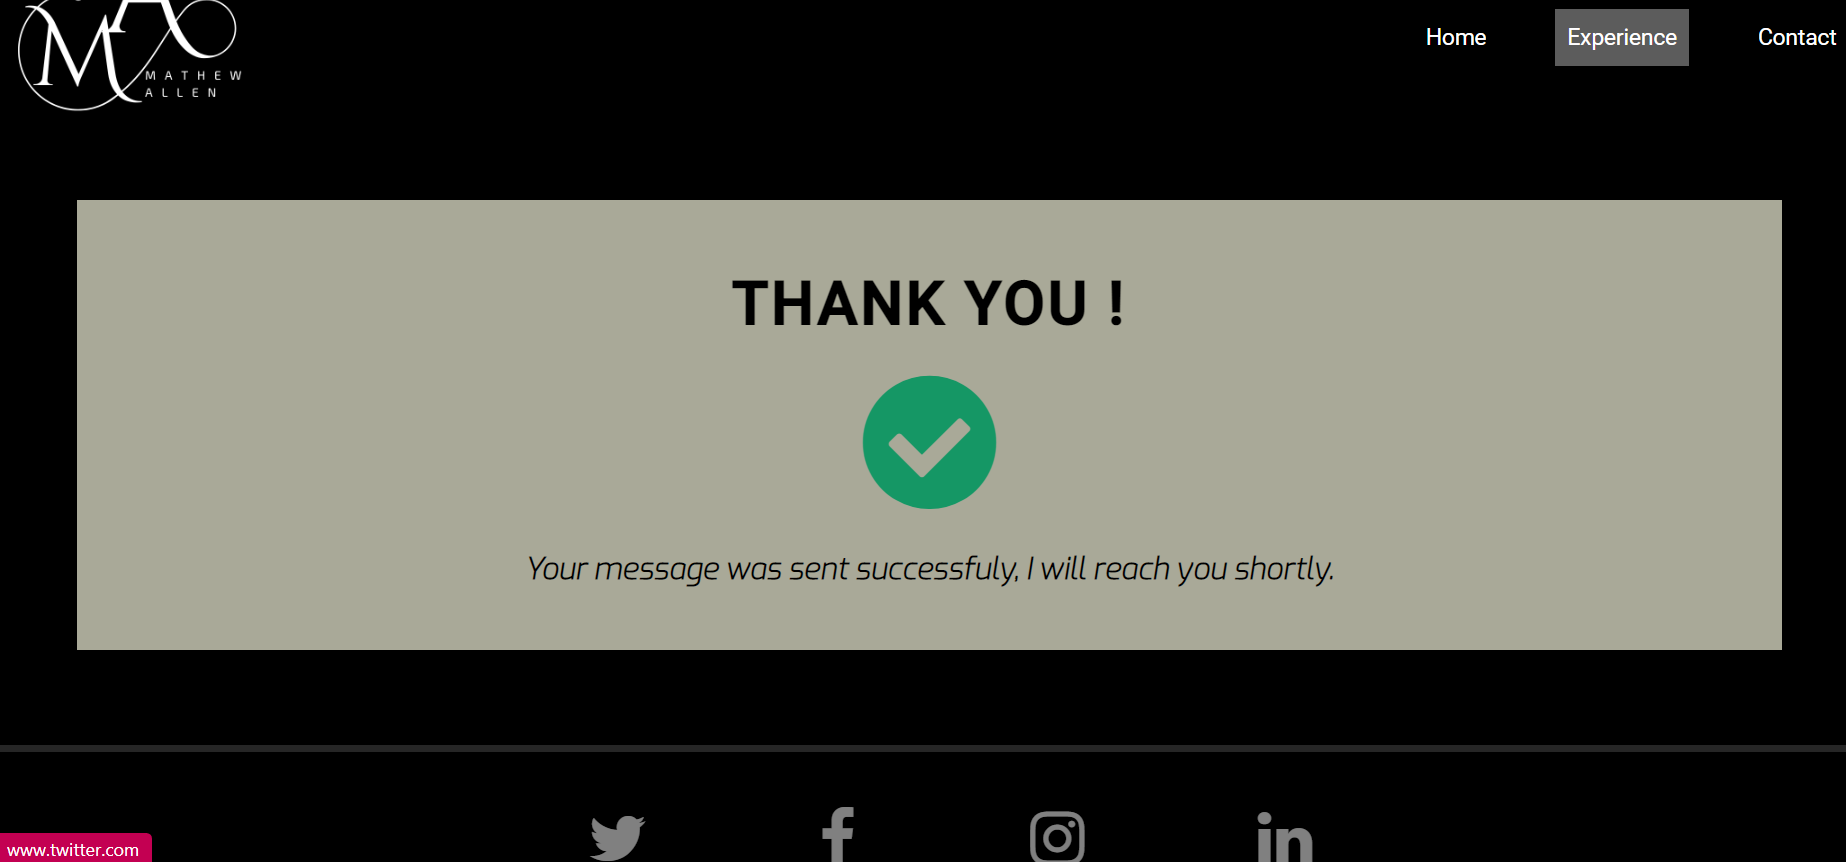 MA
MATHEW
ALLEN
Home
Experience
Contact
THANK YOU !
Your message was sent successfuly, I will reach you shortly.
www.twitter.com